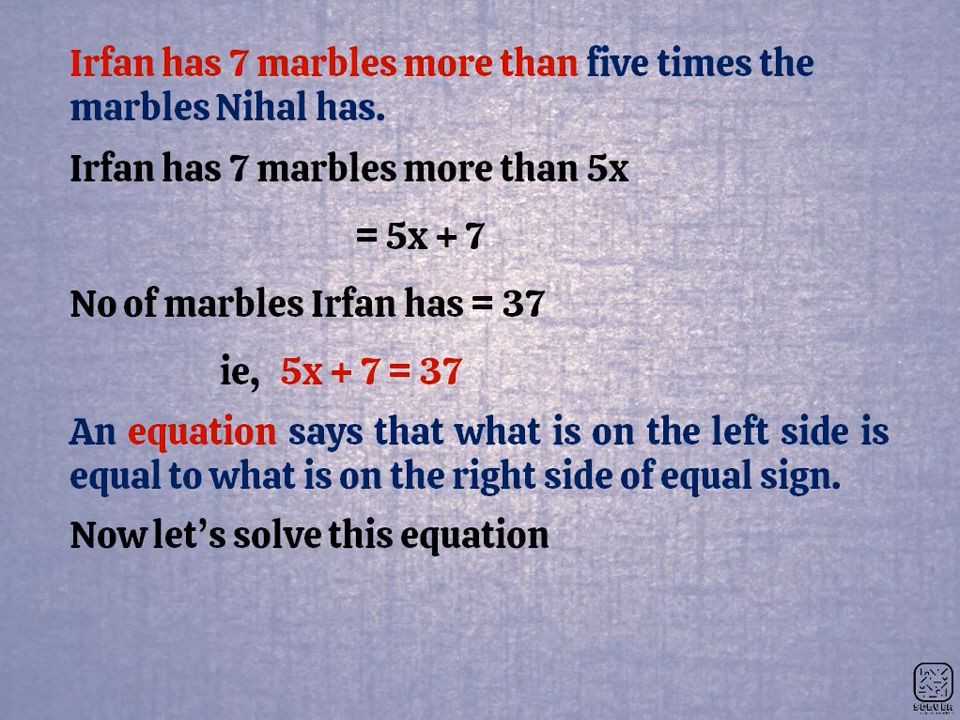 Irfan has 7 marbles more than five times the
marbles Nihal has.
Irfan has 7 marbles more than 5x
= 5x + 7
No of marbles Irfan has = 37
ie, 5x + 7 = 37
An equation says that what is on the left side is
equal to what is on the right side of equal sign.
Now let’s solve this equation